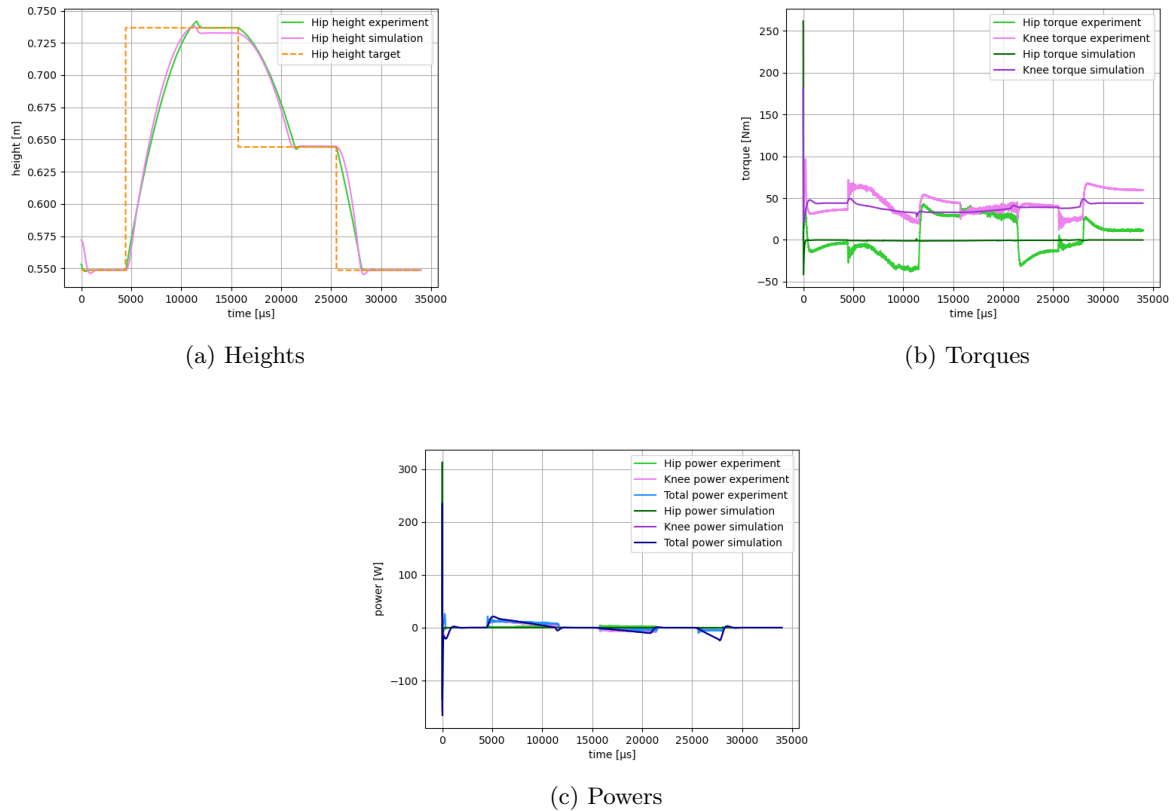 0.750
0.725
0.700
0.675
0.650
0.625
0.600
0.575
0.550
height [m]
Hip height experiment
Hip height simulation
Hip height target
0 5000 10000 15000 20000 25000 30000 35000
time [µs]
(a) Heights
250
200
150
100
50
0
−50
torque [Nm]
Hip torque experiment
Knee torque experiment
Hip torque simulation
Knee torque simulation
0 5000 10000 15000 20000 25000 30000 35000
time [µs]
(b) Torques
300
200
100
0
−100
power [W]
Hip power experiment
Knee power experiment
Total power experiment
Hip power simulation
Knee power simulation
Total power simulation
0 5000 10000 15000 20000 25000 30000 35000
time [µs]
(c) Powers